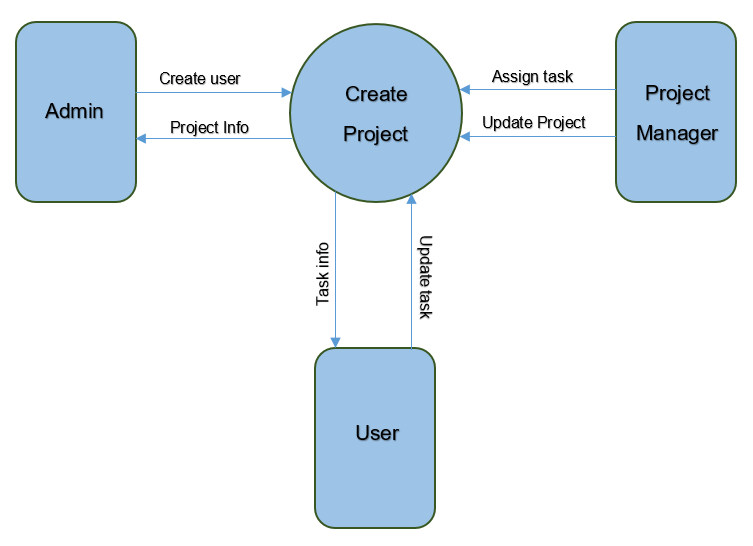 Admin
Create user
Project Info
Create
Project
Assign task
Update Project
Project
Manager
Task info
Update task
User